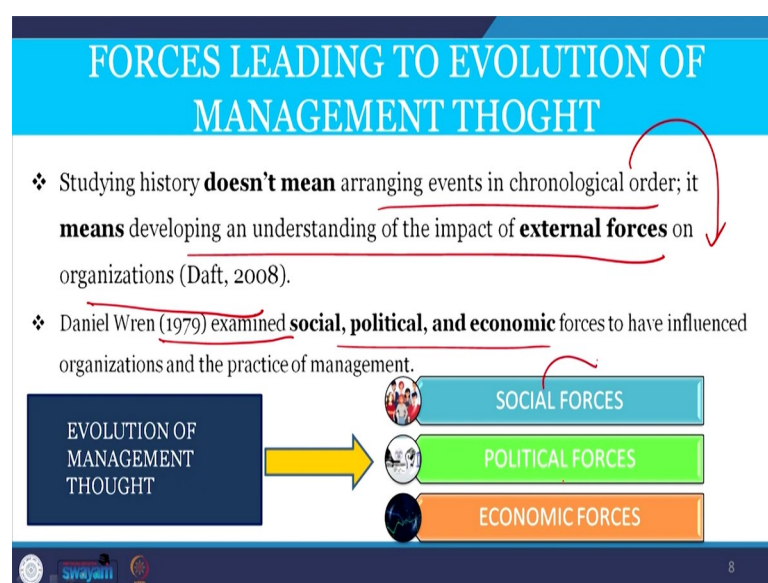 FORCES LEADING TO EVOLUTION OF
MANAGEMENT THOGHT
❖ Studying history doesn't mean arranging events in chronological order; it
means developing an understanding of the impact of external forces on
organizations (Daft, 2008).
❖ Daniel Wren (1979) examined social, political, and economic forces to have influenced
organizations and the practice of management.
EVOLUTION OF
MANAGEMENT
THOUGHT
SOCIAL FORCES
POLITICAL FORCES
ECONOMIC FORCES
swayam
8